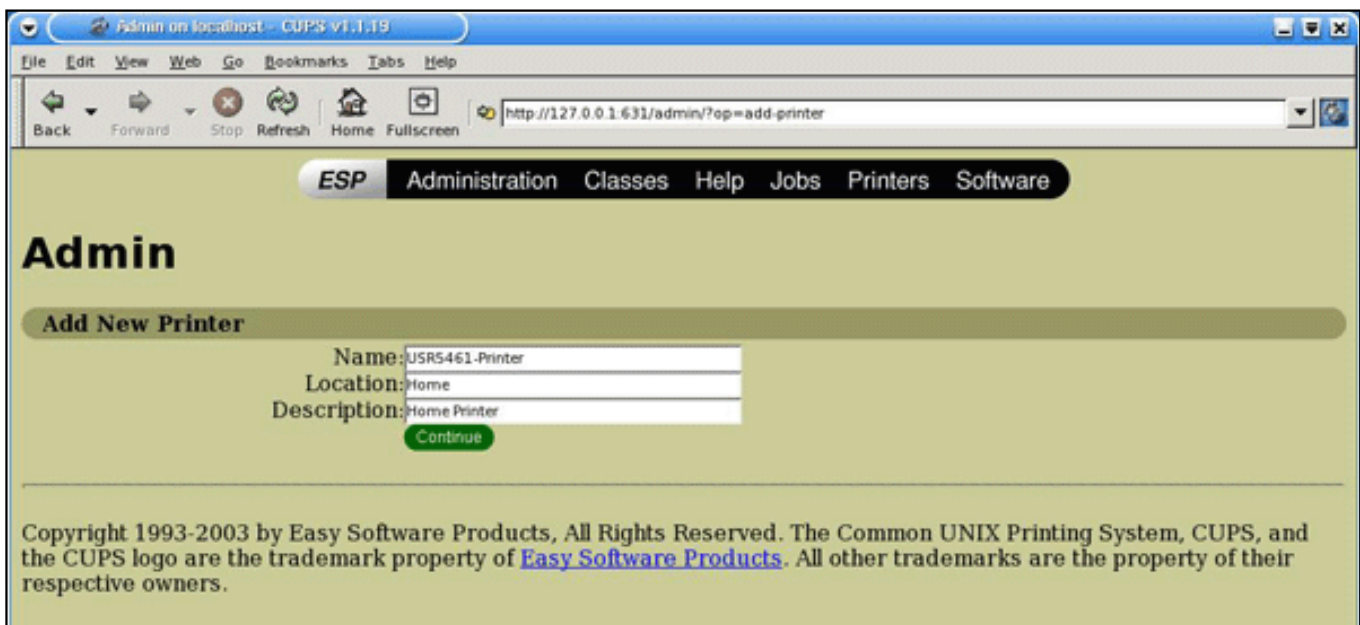 Admin on localhost - CUPS v1.1.19
File Edit View Web Go Bookmarks Tabs Help
Back Forward Stop Refresh Home Fullscreen http://127.0.0.1:631/admin/?op=add-printer
ESP Administration Classes Help Jobs Printers Software
Admin
Add New Printer
Name: USR5461-Printer
Location: Home
Description: Home Printer
Continue
Copyright 1993-2003 by Easy Software Products, All Rights Reserved. The Common UNIX Printing System, CUPS, and
the CUPS logo are the trademark property of Easy Software Products. All other trademarks are the property of their
respective owners.